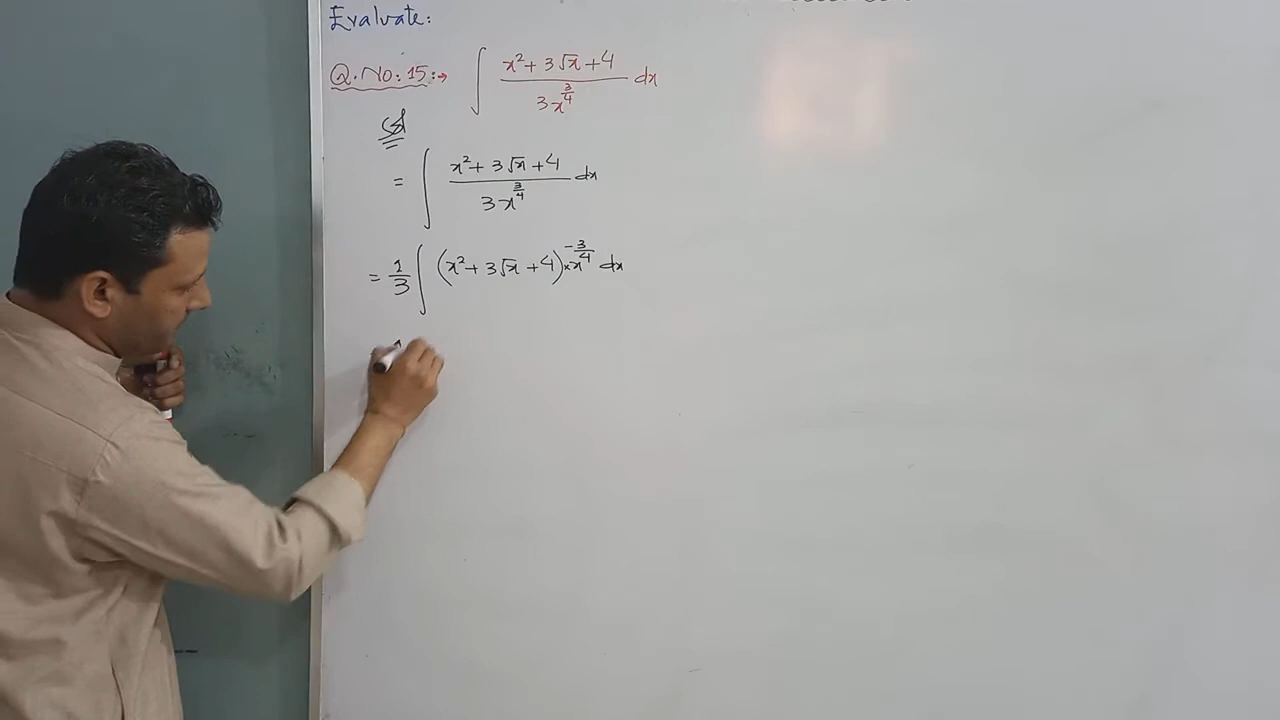 Evaluate:
Q.No:15:→ ∫ (x² + 3√x + 4)/(3x^(3/4)) dx
Sol
= ∫ (x² + 3√x + 4)/(3x^(3/4)) dx
= 1/3 ∫ (x² + 3√x + 4) × x^(-3/4) dx